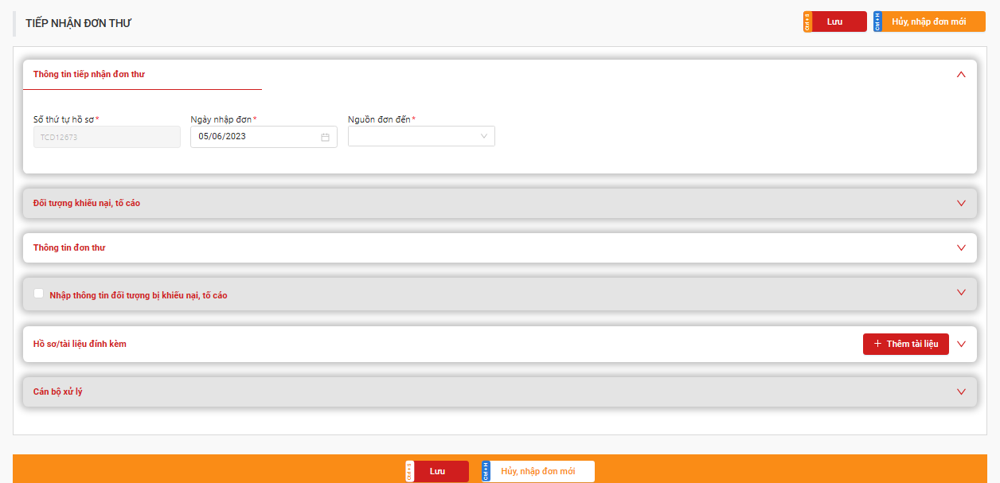 TIẾP NHẬN ĐƠN THƯ
Ctrl + S Lưu Ctrl + H Hủy, nhập đơn mới
Thông tin tiếp nhận đơn thư
Số thứ tự hồ sơ* Ngày nhập đơn* Nguồn đơn đến*
TCD12673 05/06/2023
Đối tượng khiếu nại, tố cáo
Thông tin đơn thư
Nhập thông tin đối tượng bị khiếu nại, tố cáo
Hồ sơ/tài liệu đính kèm + Thêm tài liệu
Cán bộ xử lý
Ctrl + S Lưu Ctrl + H Hủy, nhập đơn mới